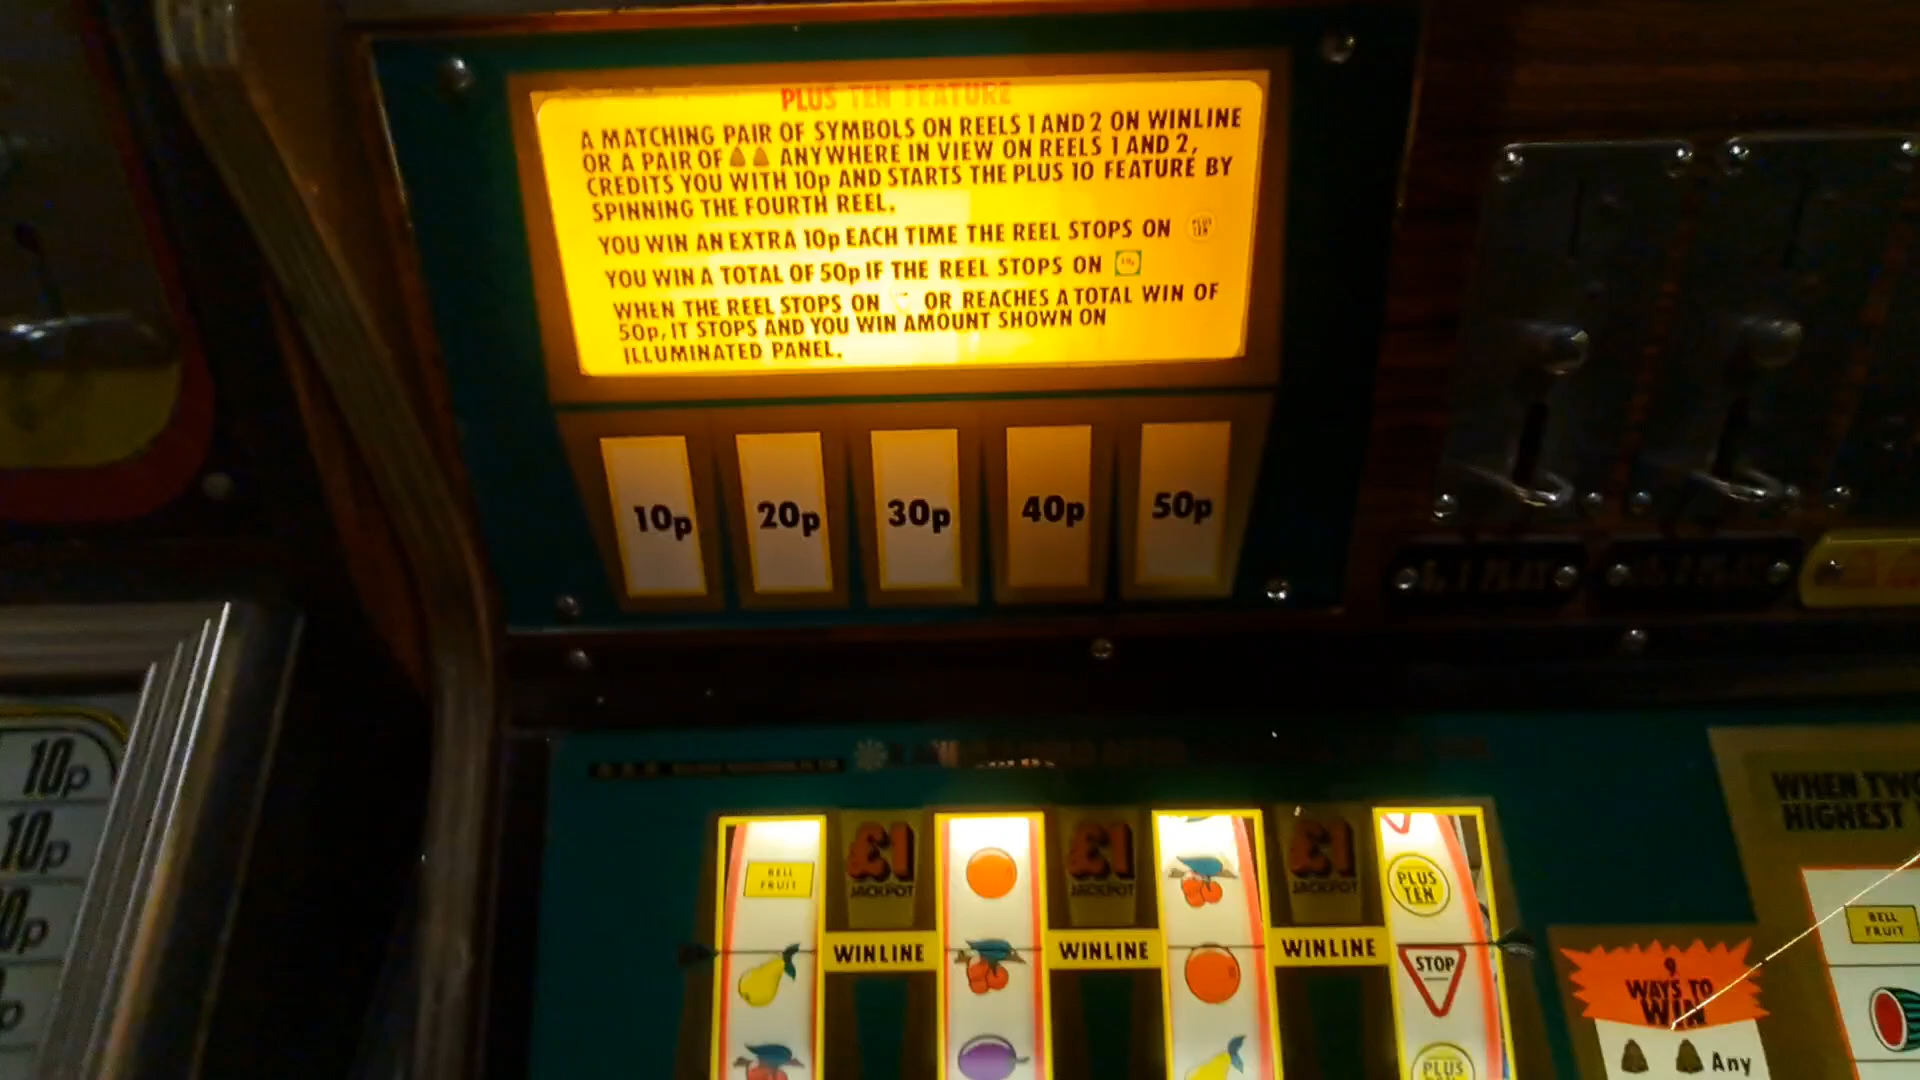 PLUS TEN FEATURE
A MATCHING PAIR OF SYMBOLS ON REELS 1 AND 2 ON WINLINE
OR A PAIR OF ANYWHERE IN VIEW ON REELS 1 AND 2,
CREDITS YOU WITH 10p AND STARTS THE PLUS 10 FEATURE BY
SPINNING THE FOURTH REEL.
YOU WIN AN EXTRA 10p EACH TIME THE REEL STOPS ON PLUS TEN
YOU WIN A TOTAL OF 50p IF THE REEL STOPS ON
WHEN THE REEL STOPS ON OR REACHES A TOTAL WIN OF
50p, IT STOPS AND YOU WIN AMOUNT SHOWN ON
ILLUMINATED PANEL.
10p 20p 30p 40p 50p
10p
10p
WHEN TWO
HIGHEST
£1 JACKPOT
£1 JACKPOT
£1 JACKPOT
BELL
FRUIT
PLUS
TEN
WINLINE WINLINE WINLINE
STOP
PLUS
BELL
FRUIT
9
WAYS TO
WIN
Any